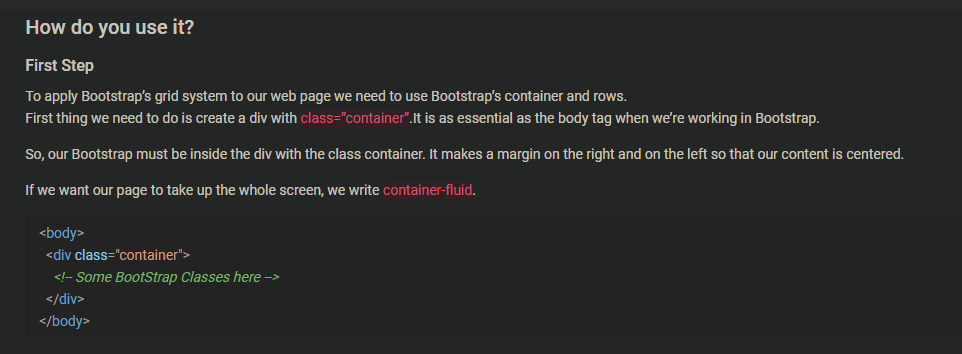 How do you use it?
First Step
To apply Bootstrap's grid system to our web page we need to use Bootstrap's container and rows.
First thing we need to do is create a div with class="container".It is as essential as the body tag when we're working in Bootstrap.
So, our Bootstrap must be inside the div with the class container. It makes a margin on the right and on the left so that our content is centered.
If we want our page to take up the whole screen, we write container-fluid.
<body>
<div class="container">
<!-- Some BootStrap Classes here -->
</div>
</body>